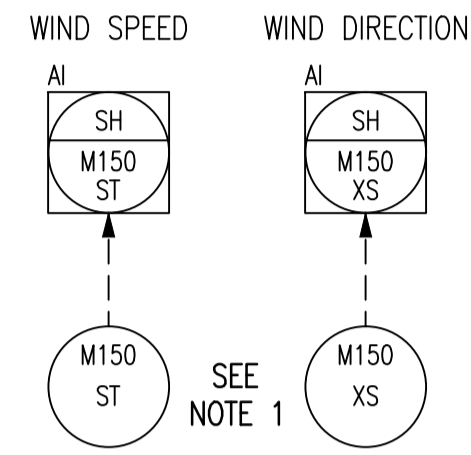 WIND SPEED
WIND DIRECTION
AI
SH
M150
ST
AI
SH
M150
XS
M150
ST
SEE
NOTE 1
M150
XS